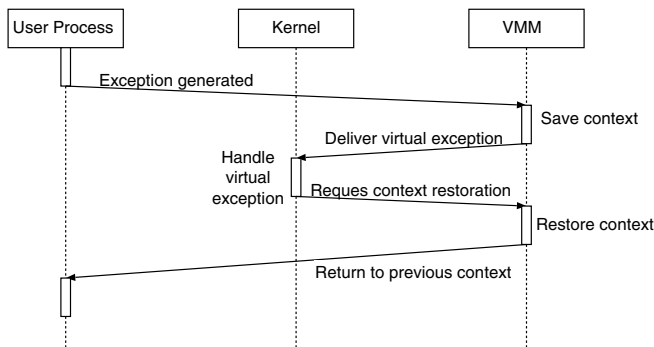 User Process
Kernel
VMM
Exception generated
Save context
Deliver virtual exception
Handle
virtual
exception
Reques context restoration
Restore context
Return to previous context